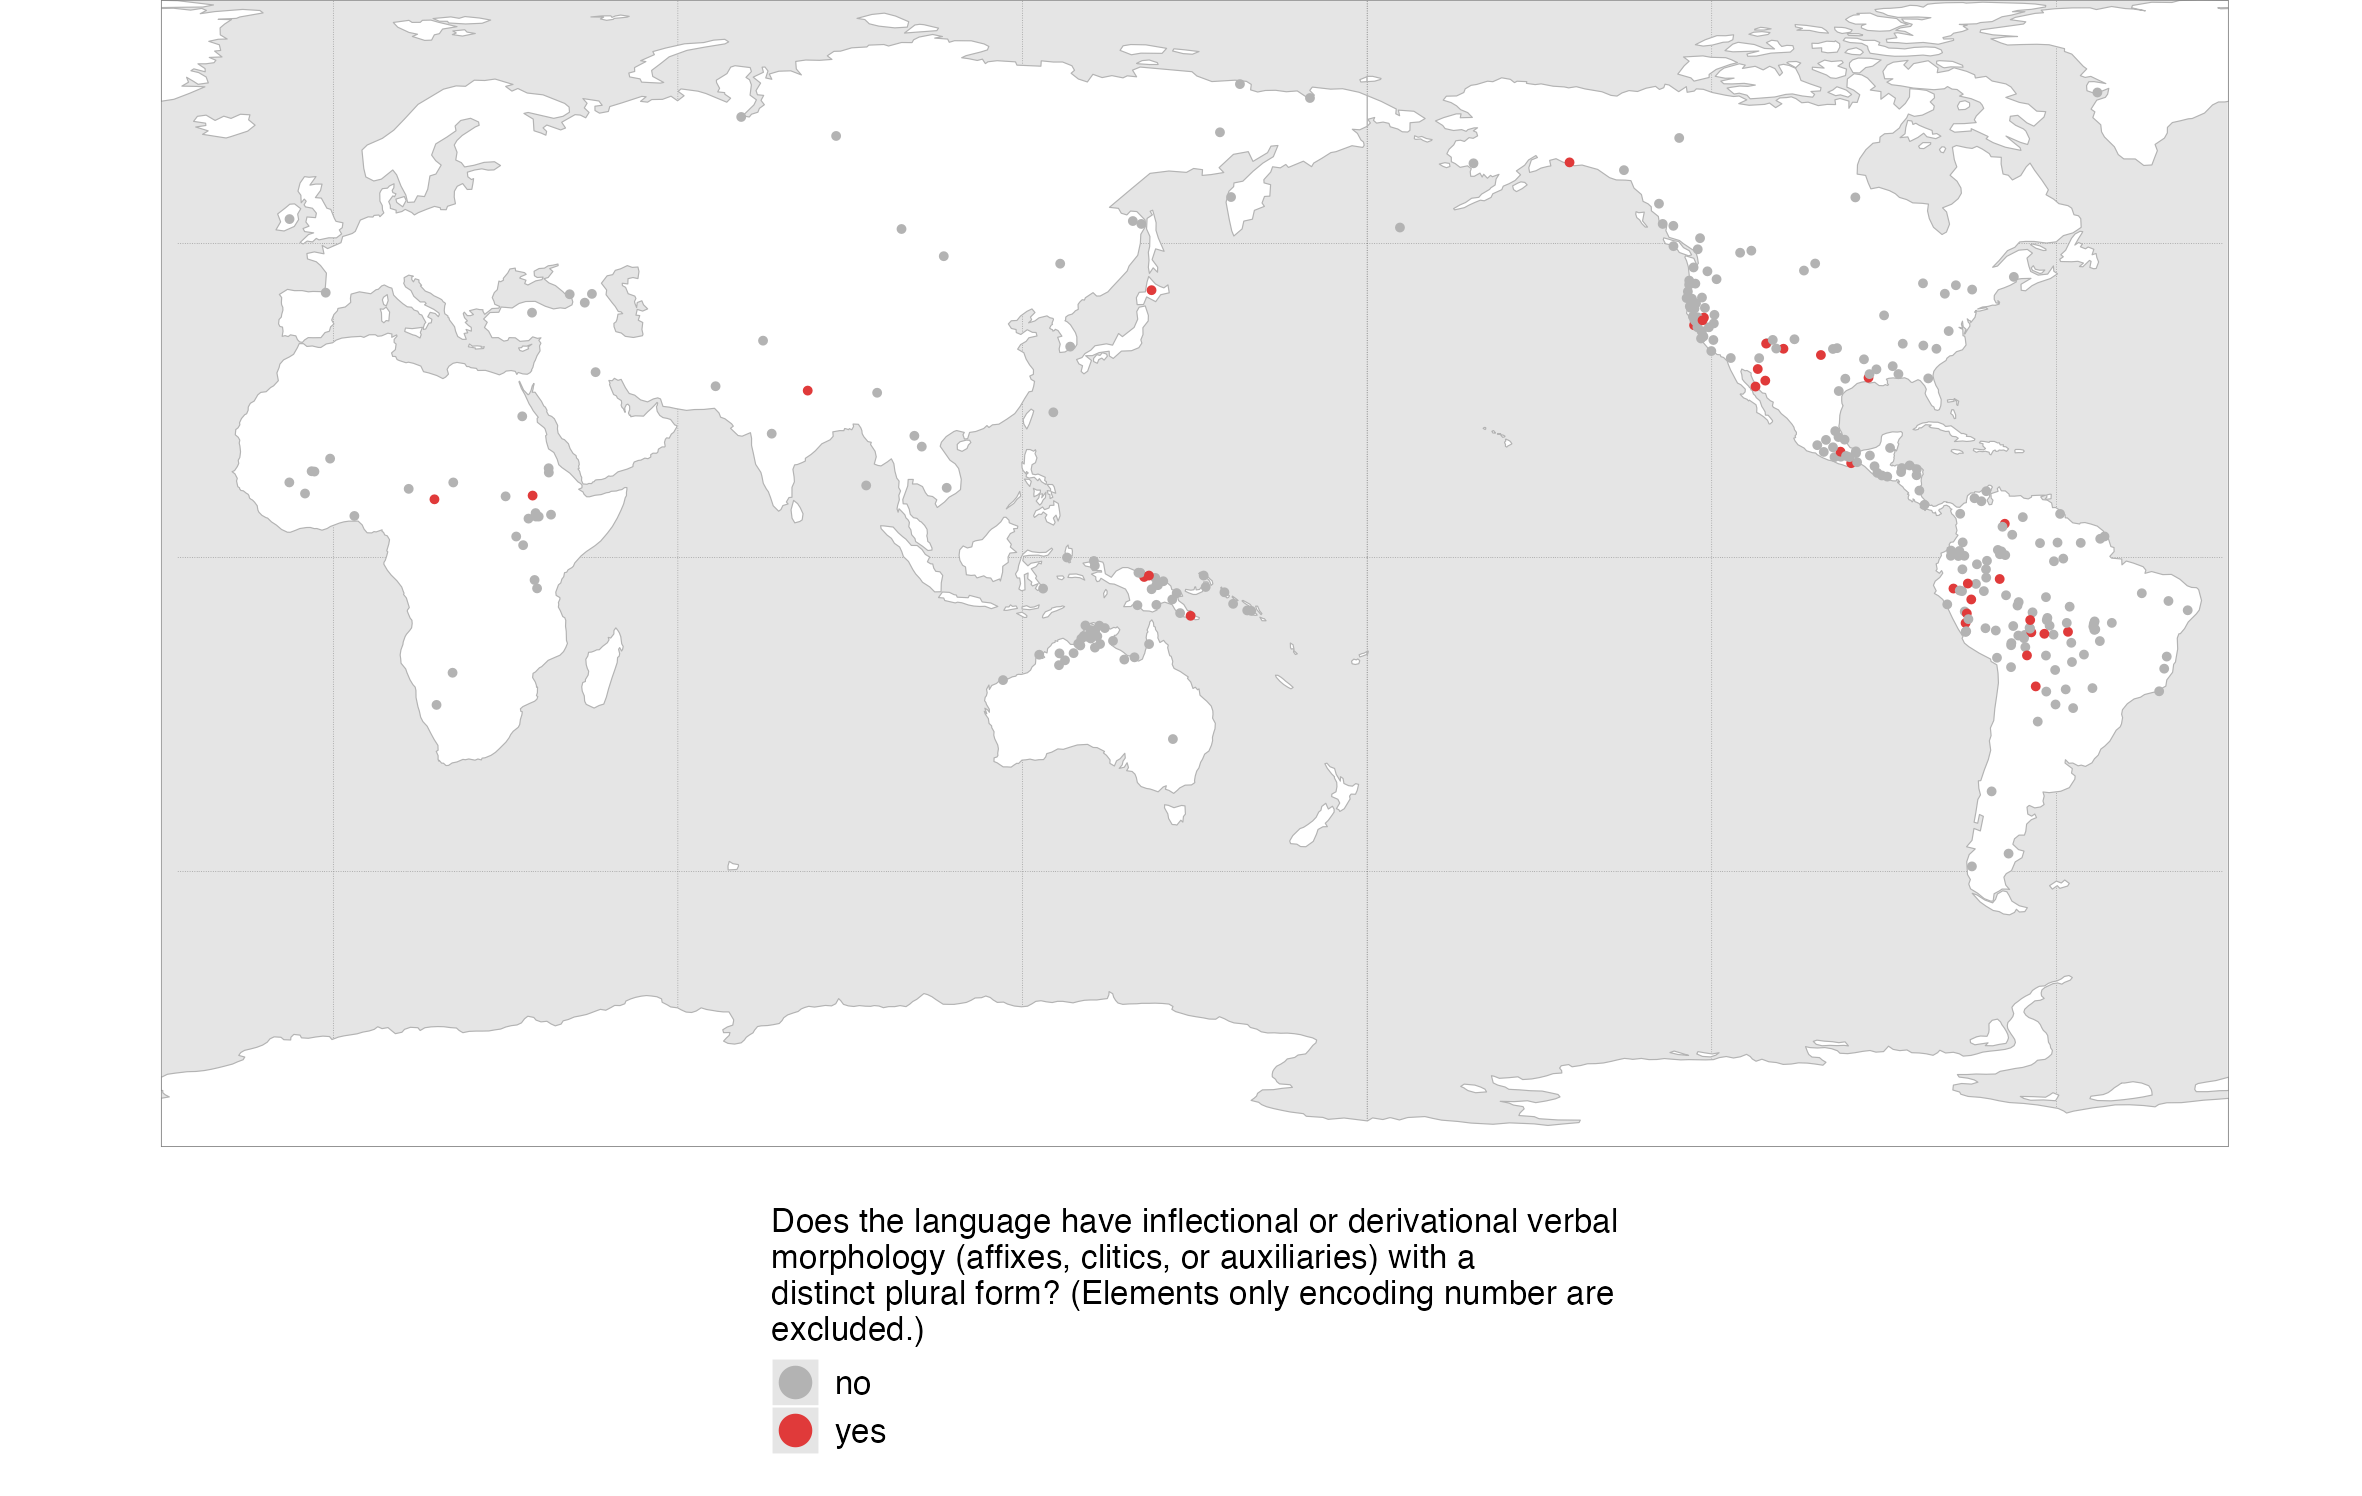 Does the language have inflectional or derivational verbal
morphology (affixes, clitics, or auxiliaries) with a
distinct plural form? (Elements only encoding number are
excluded.)
no
yes